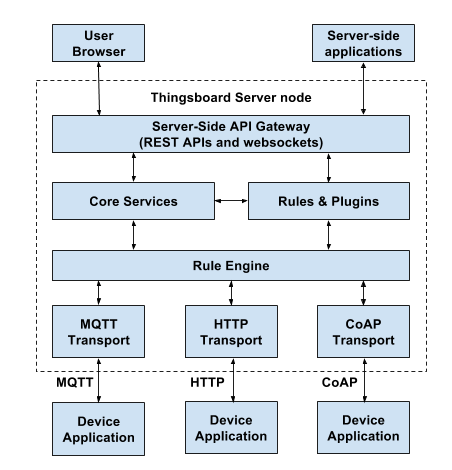 User
Browser
Server-side
applications
Thingsboard Server node
Server-Side API Gateway
(REST APIs and websockets)
Core Services
Rules & Plugins
Rule Engine
MQTT
Transport
HTTP
Transport
CoAP
Transport
MQTT
HTTP
CoAP
Device
Application
Device
Application
Device
Application